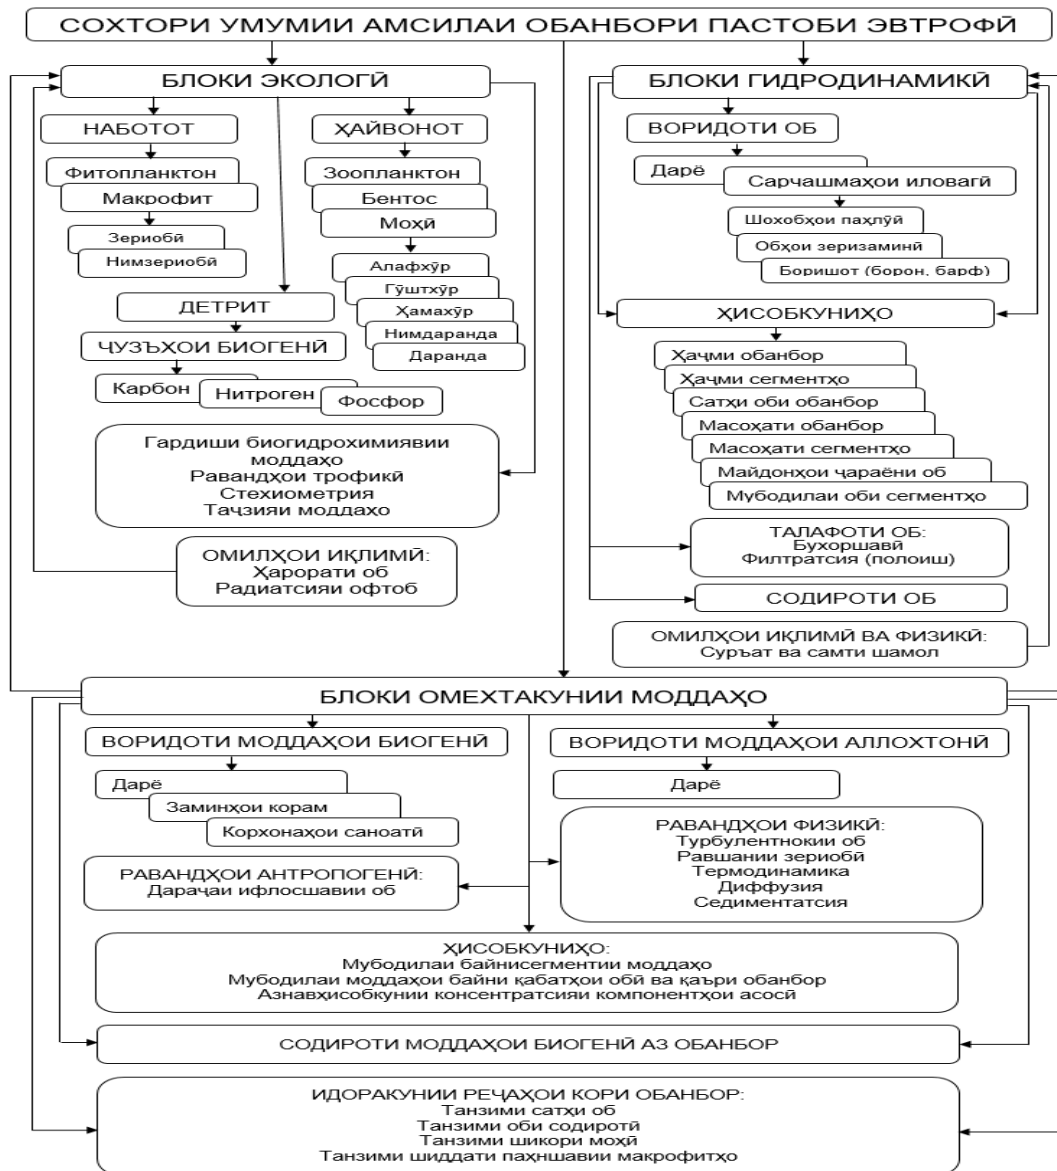 СОХТОРИ УМУМИИ АМСИЛАИ ОБАНБОРИ ПАСТОБИ ЭВТРОФӢ
БЛОКИ ЭКОЛОГӢ
НАБОТОТ
Фитопланктон
Макрофит
Зериобӣ
Нимзериобӣ
ҲАЙВОНОТ
Зоопланктон
Бентос
Моҳӣ
Алафхӯр
Гӯштхӯр
Ҳамахӯр
Нимдаранда
Даранда
ДЕТРИТ
ҶУЗЪҲОИ БИОГЕНӢ
Карбон
Нитроген
Фосфор
Гардиши биогидрохимиявии
моддаҳо
Равандҳои трофикӣ
Стехиометрия
Таҷзияи моддаҳо
ОМИЛҲОИ ИҚЛИМӢ:
Ҳарорати об
Радиатсияи офтоб
БЛОКИ ГИДРОДИНАМИКӢ
ВОРИДОТИ ОБ
Дарё
Сарчашмаҳои иловагӣ
Шохобҳои паҳлӯӣ
Обҳои зеризаминӣ
Боришот (борон, барф)
ҲИСОБКУНИҲО
Ҳаҷми обанбор
Ҳаҷми сегментҳо
Сатҳи оби обанбор
Масоҳати обанбор
Масоҳати сегментҳо
Майдонҳои ҷараёни об
Мубодилаи оби сегментҳо
ТАЛАФОТИ ОБ:
Бухоршавӣ
Филтратсия (полоиш)
СОДИРОТИ ОБ
ОМИЛҲОИ ИҚЛИМӢ ВА ФИЗИКӢ:
Суръат ва самти шамол
БЛОКИ ОМЕХТАКУНИИ МОДДАҲО
ВОРИДОТИ МОДДАҲОИ БИОГЕНӢ
Дарё
Заминҳои корам
Корхонаҳои саноатӣ
РАВАНДҲОИ АНТРОПОГЕНӢ:
Дараҷаи ифлосшавии об
ВОРИДОТИ МОДДАҲОИ АЛЛОХТОНӢ
Дарё
РАВАНДҲОИ ФИЗИКӢ:
Турбулентнокии об
Равшании зериобӣ
Термодинамика
Диффузия
Седиментатсия
ҲИСОБКУНИҲО:
Мубодилаи байнисегментии моддаҳо
Мубодилаи моддаҳои байни қабатҳои обӣ ва қаъри обанбор
Азнавҳисобкунии консентратсияи компонентҳои асосӣ
СОДИРОТИ МОДДАҲОИ БИОГЕНӢ АЗ ОБАНБОР
ИДОРАКУНИИ РЕҶАҲОИ КОРИ ОБАНБОР:
Танзими сатҳи об
Танзими оби содиротӣ
Танзими шикори моҳӣ
Танзими шиддати паҳншавии макрофитҳо